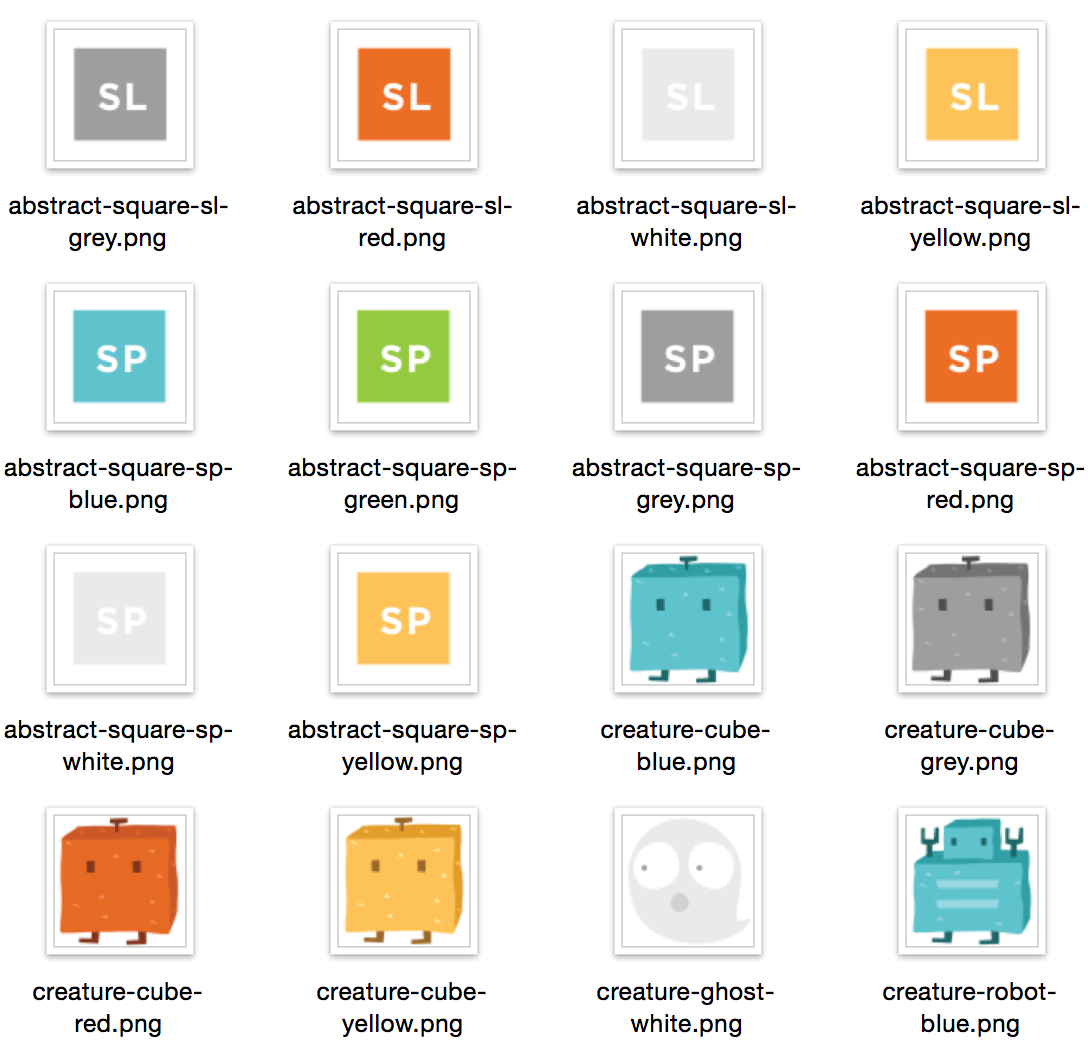 SL SL SL SL
abstract-square-sl- abstract-square-sl- abstract-square-sl- abstract-square-sl-
grey.png red.png white.png yellow.png
SP SP SP SP
abstract-square-sp- abstract-square-sp- abstract-square-sp- abstract-square-sp-
blue.png green.png grey.png red.png
SP SP
abstract-square-sp- abstract-square-sp- creature-cube- creature-cube-
white.png yellow.png blue.png grey.png
creature-cube- creature-cube- creature-ghost- creature-robot-
red.png yellow.png white.png blue.png